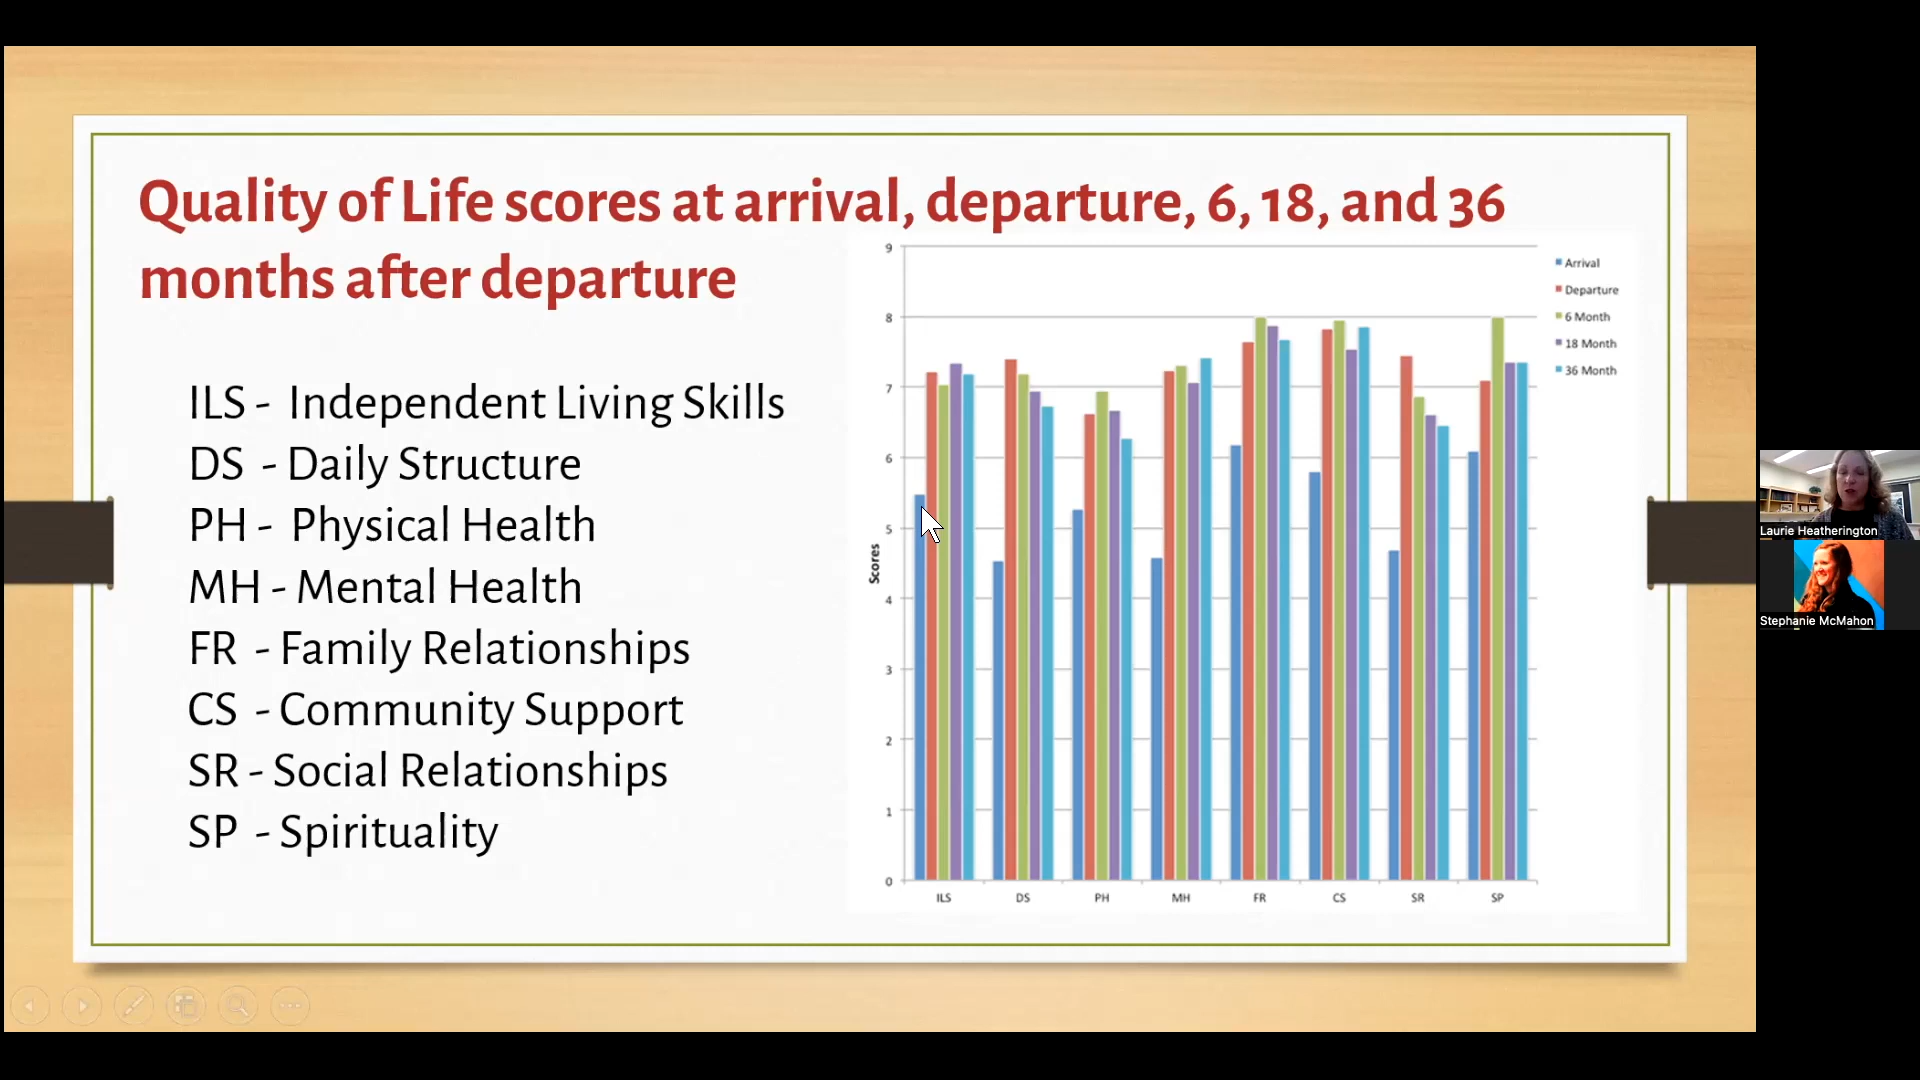 Quality of Life scores at arrival, departure, 6, 18, and 36
months after departure
ILS - Independent Living Skills
DS - Daily Structure
PH - Physical Health
MH - Mental Health
FR - Family Relationships
CS - Community Support
SR - Social Relationships
SP - Spirituality
9
8
7
6
5
4
3
2
1
0
Scores
ILS DS PH MH FR CS SR SP
Arrival
Departure
6 Month
18 Month
36 Month
Laurie Heatherington
Stephanie McMahon